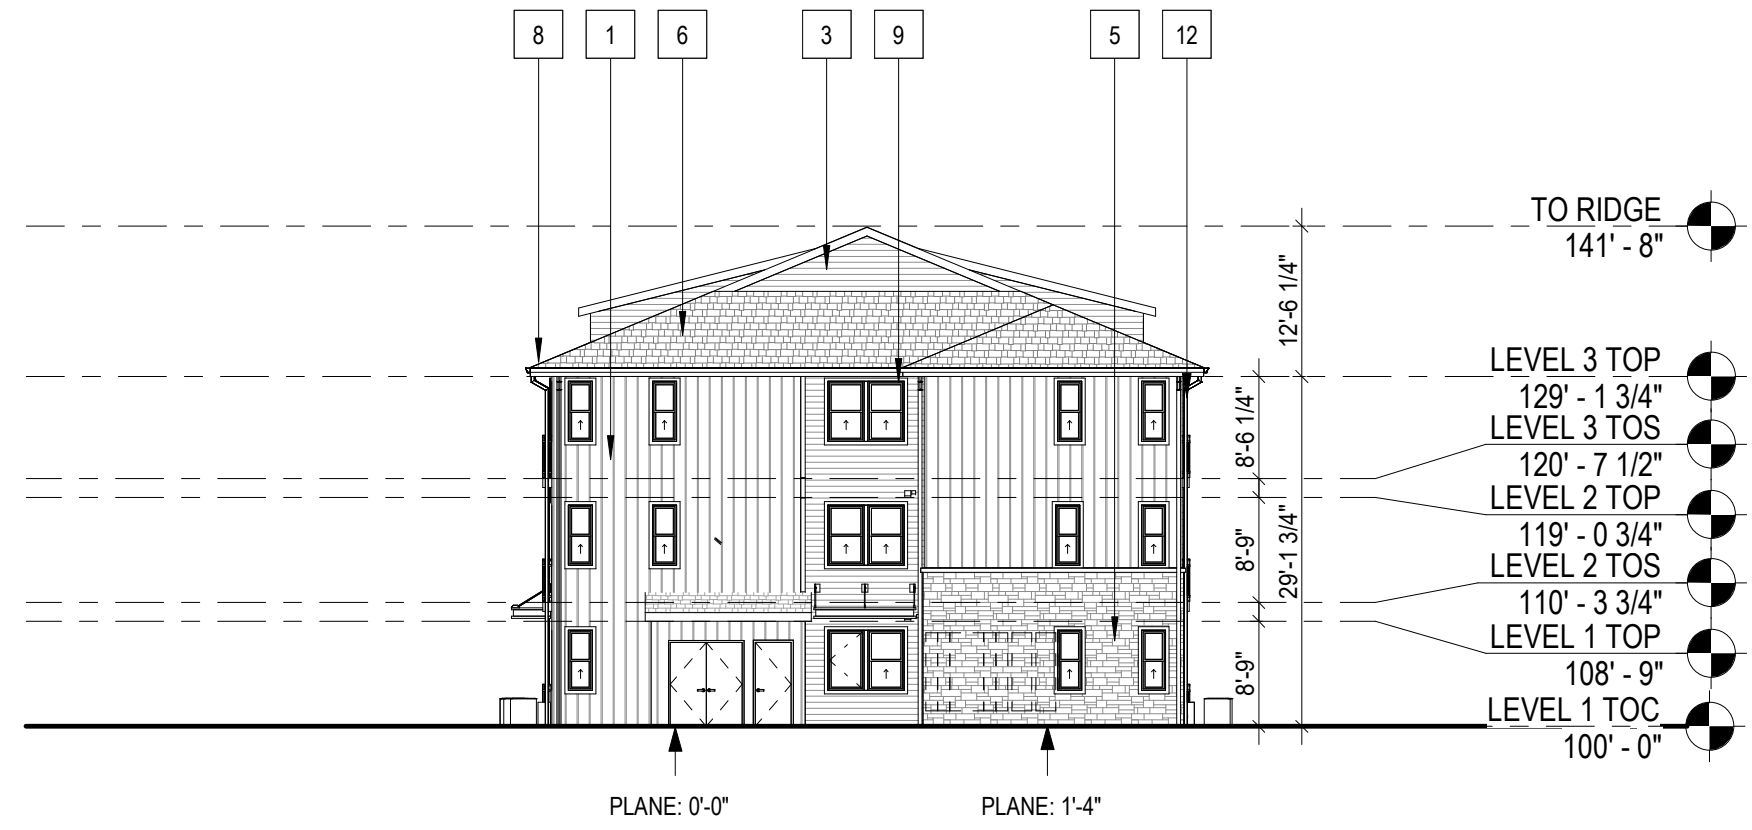 8
1
6
3
9
5
12
TO RIDGE
141' - 8"
12'-6 1/4"
LEVEL 3 TOP
129' - 1 3/4"
8'-6 1/4"
LEVEL 3 TOS
120' - 7 1/2"
LEVEL 2 TOP
119' - 0 3/4"
8'-9"
29'-1 3/4"
LEVEL 2 TOS
110' - 3 3/4"
LEVEL 1 TOP
108' - 9"
8'-9"
LEVEL 1 TOC
100' - 0"
PLANE: 0'-0"
PLANE: 1'-4"